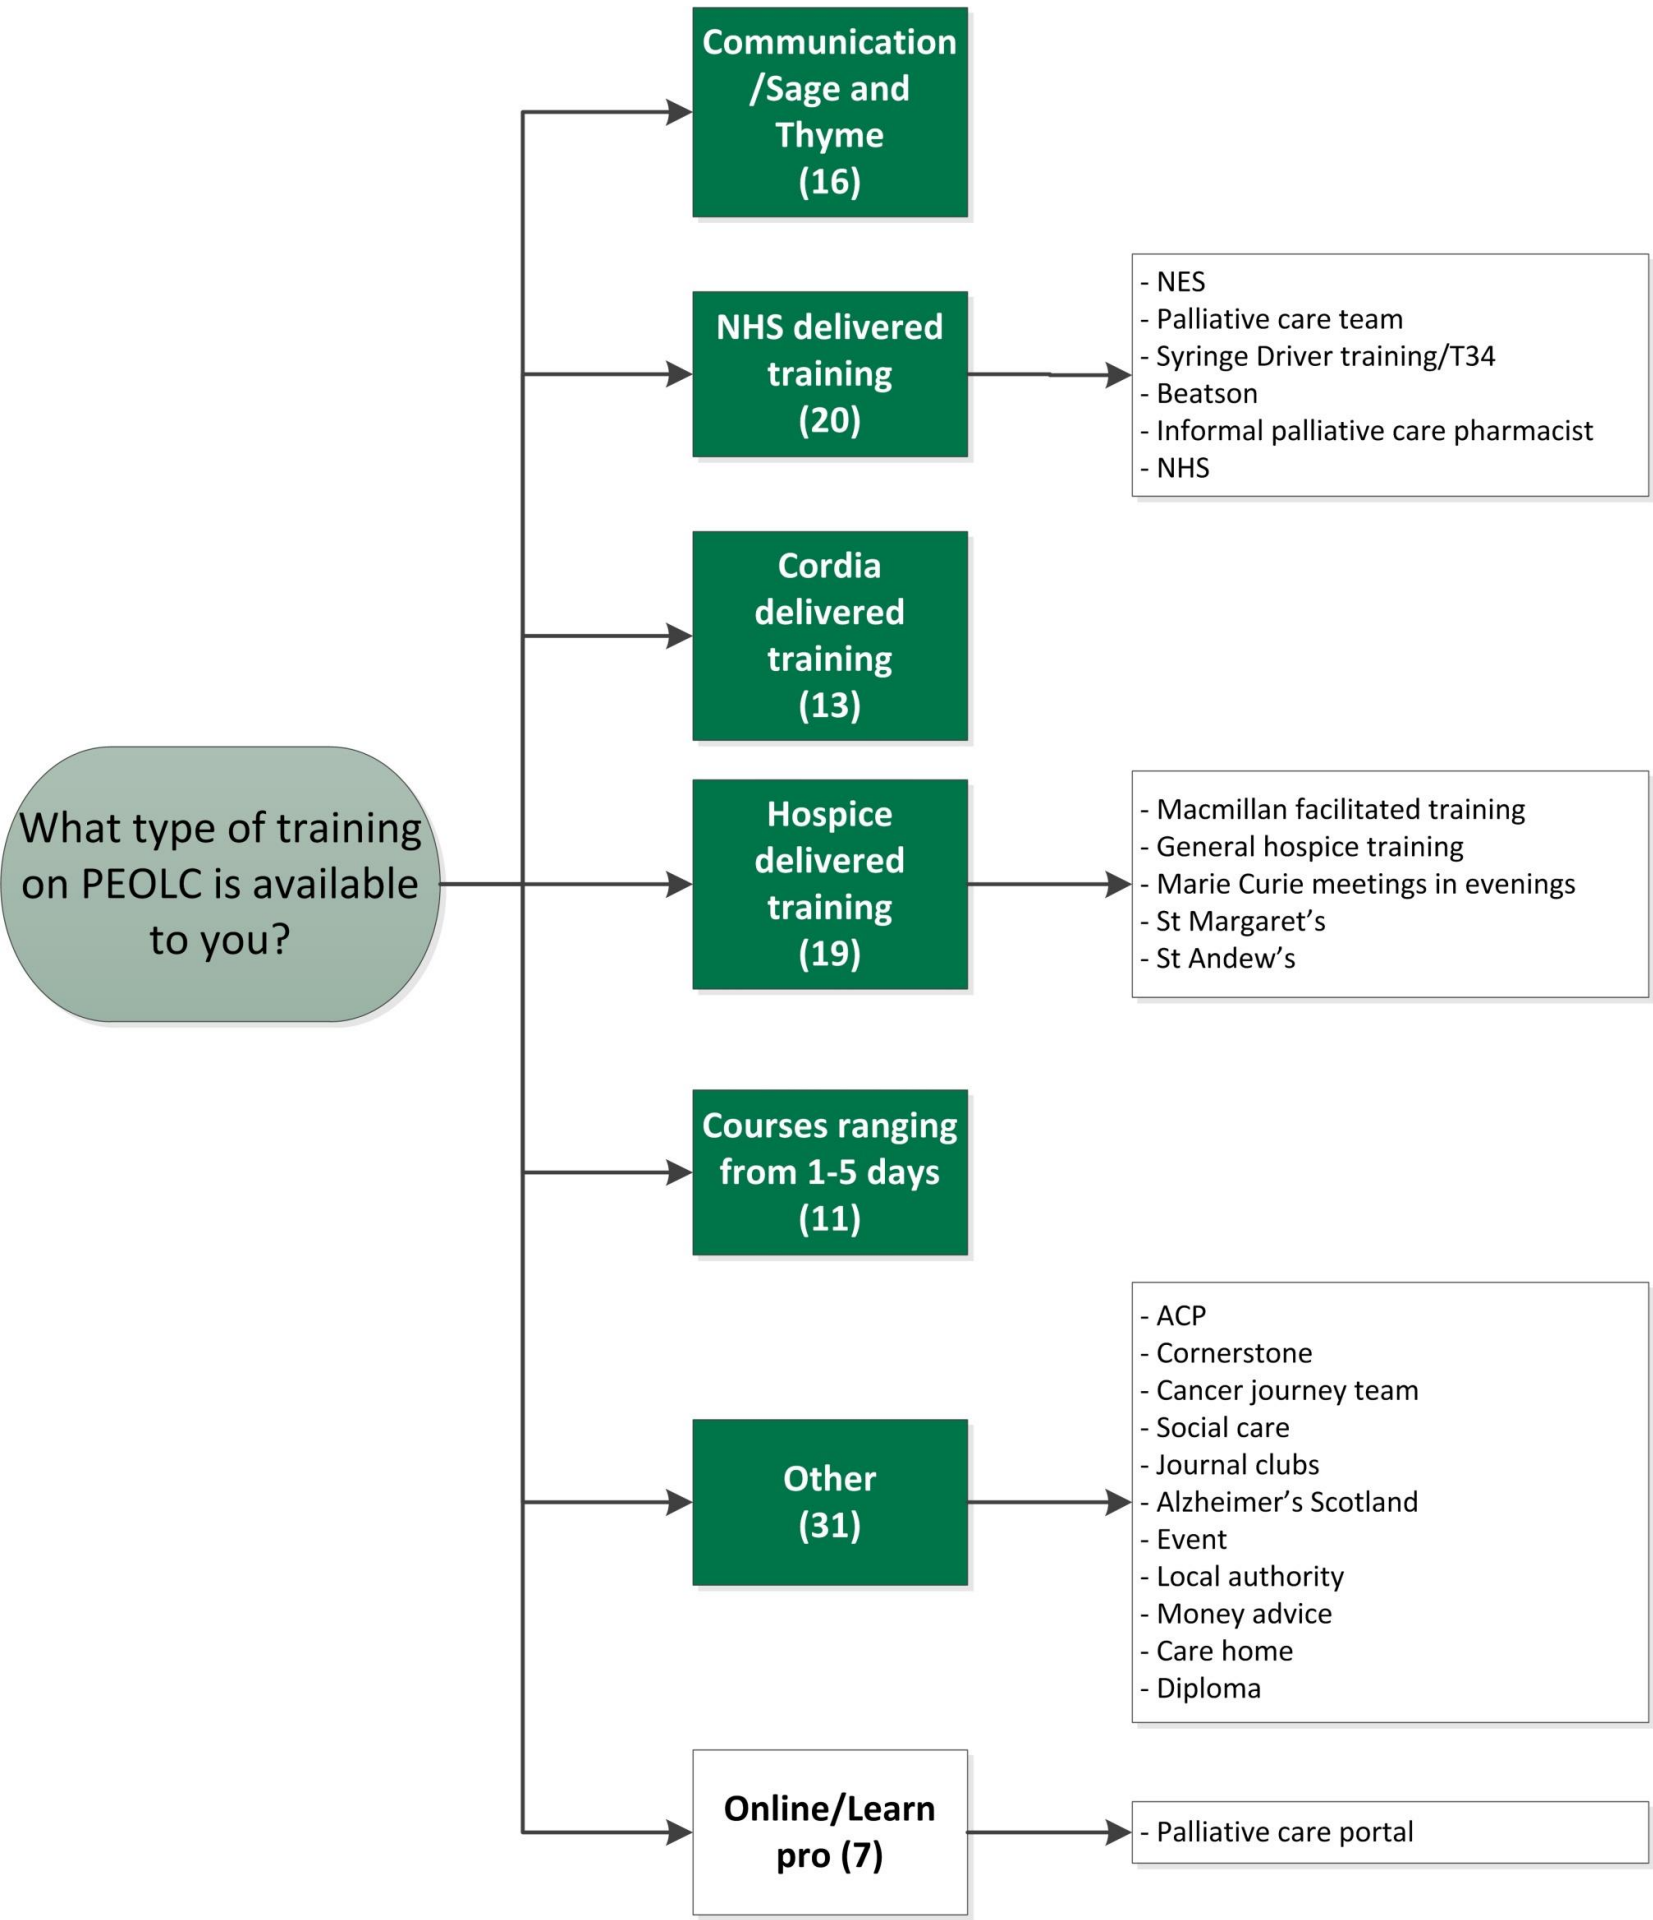 Communication
/Sage and
Thyme
(16)
NHS delivered
training
(20)
- NES
- Palliative care team
- Syringe Driver training/T34
- Beatson
- Informal palliative care pharmacist
- NHS
Cordia
delivered
training
(13)
What type of training
on PEOLC is available
to you?
Hospice
delivered
training
(19)
- Macmillan facilitated training
- General hospice training
- Marie Curie meetings in evenings
- St Margaret’s
- St Andew’s
Courses ranging
from 1-5 days
(11)
Other
(31)
- ACP
- Cornerstone
- Cancer journey team
- Social care
- Journal clubs
- Alzheimer’s Scotland
- Event
- Local authority
- Money advice
- Care home
- Diploma
Online/Learn
pro (7)
- Palliative care portal